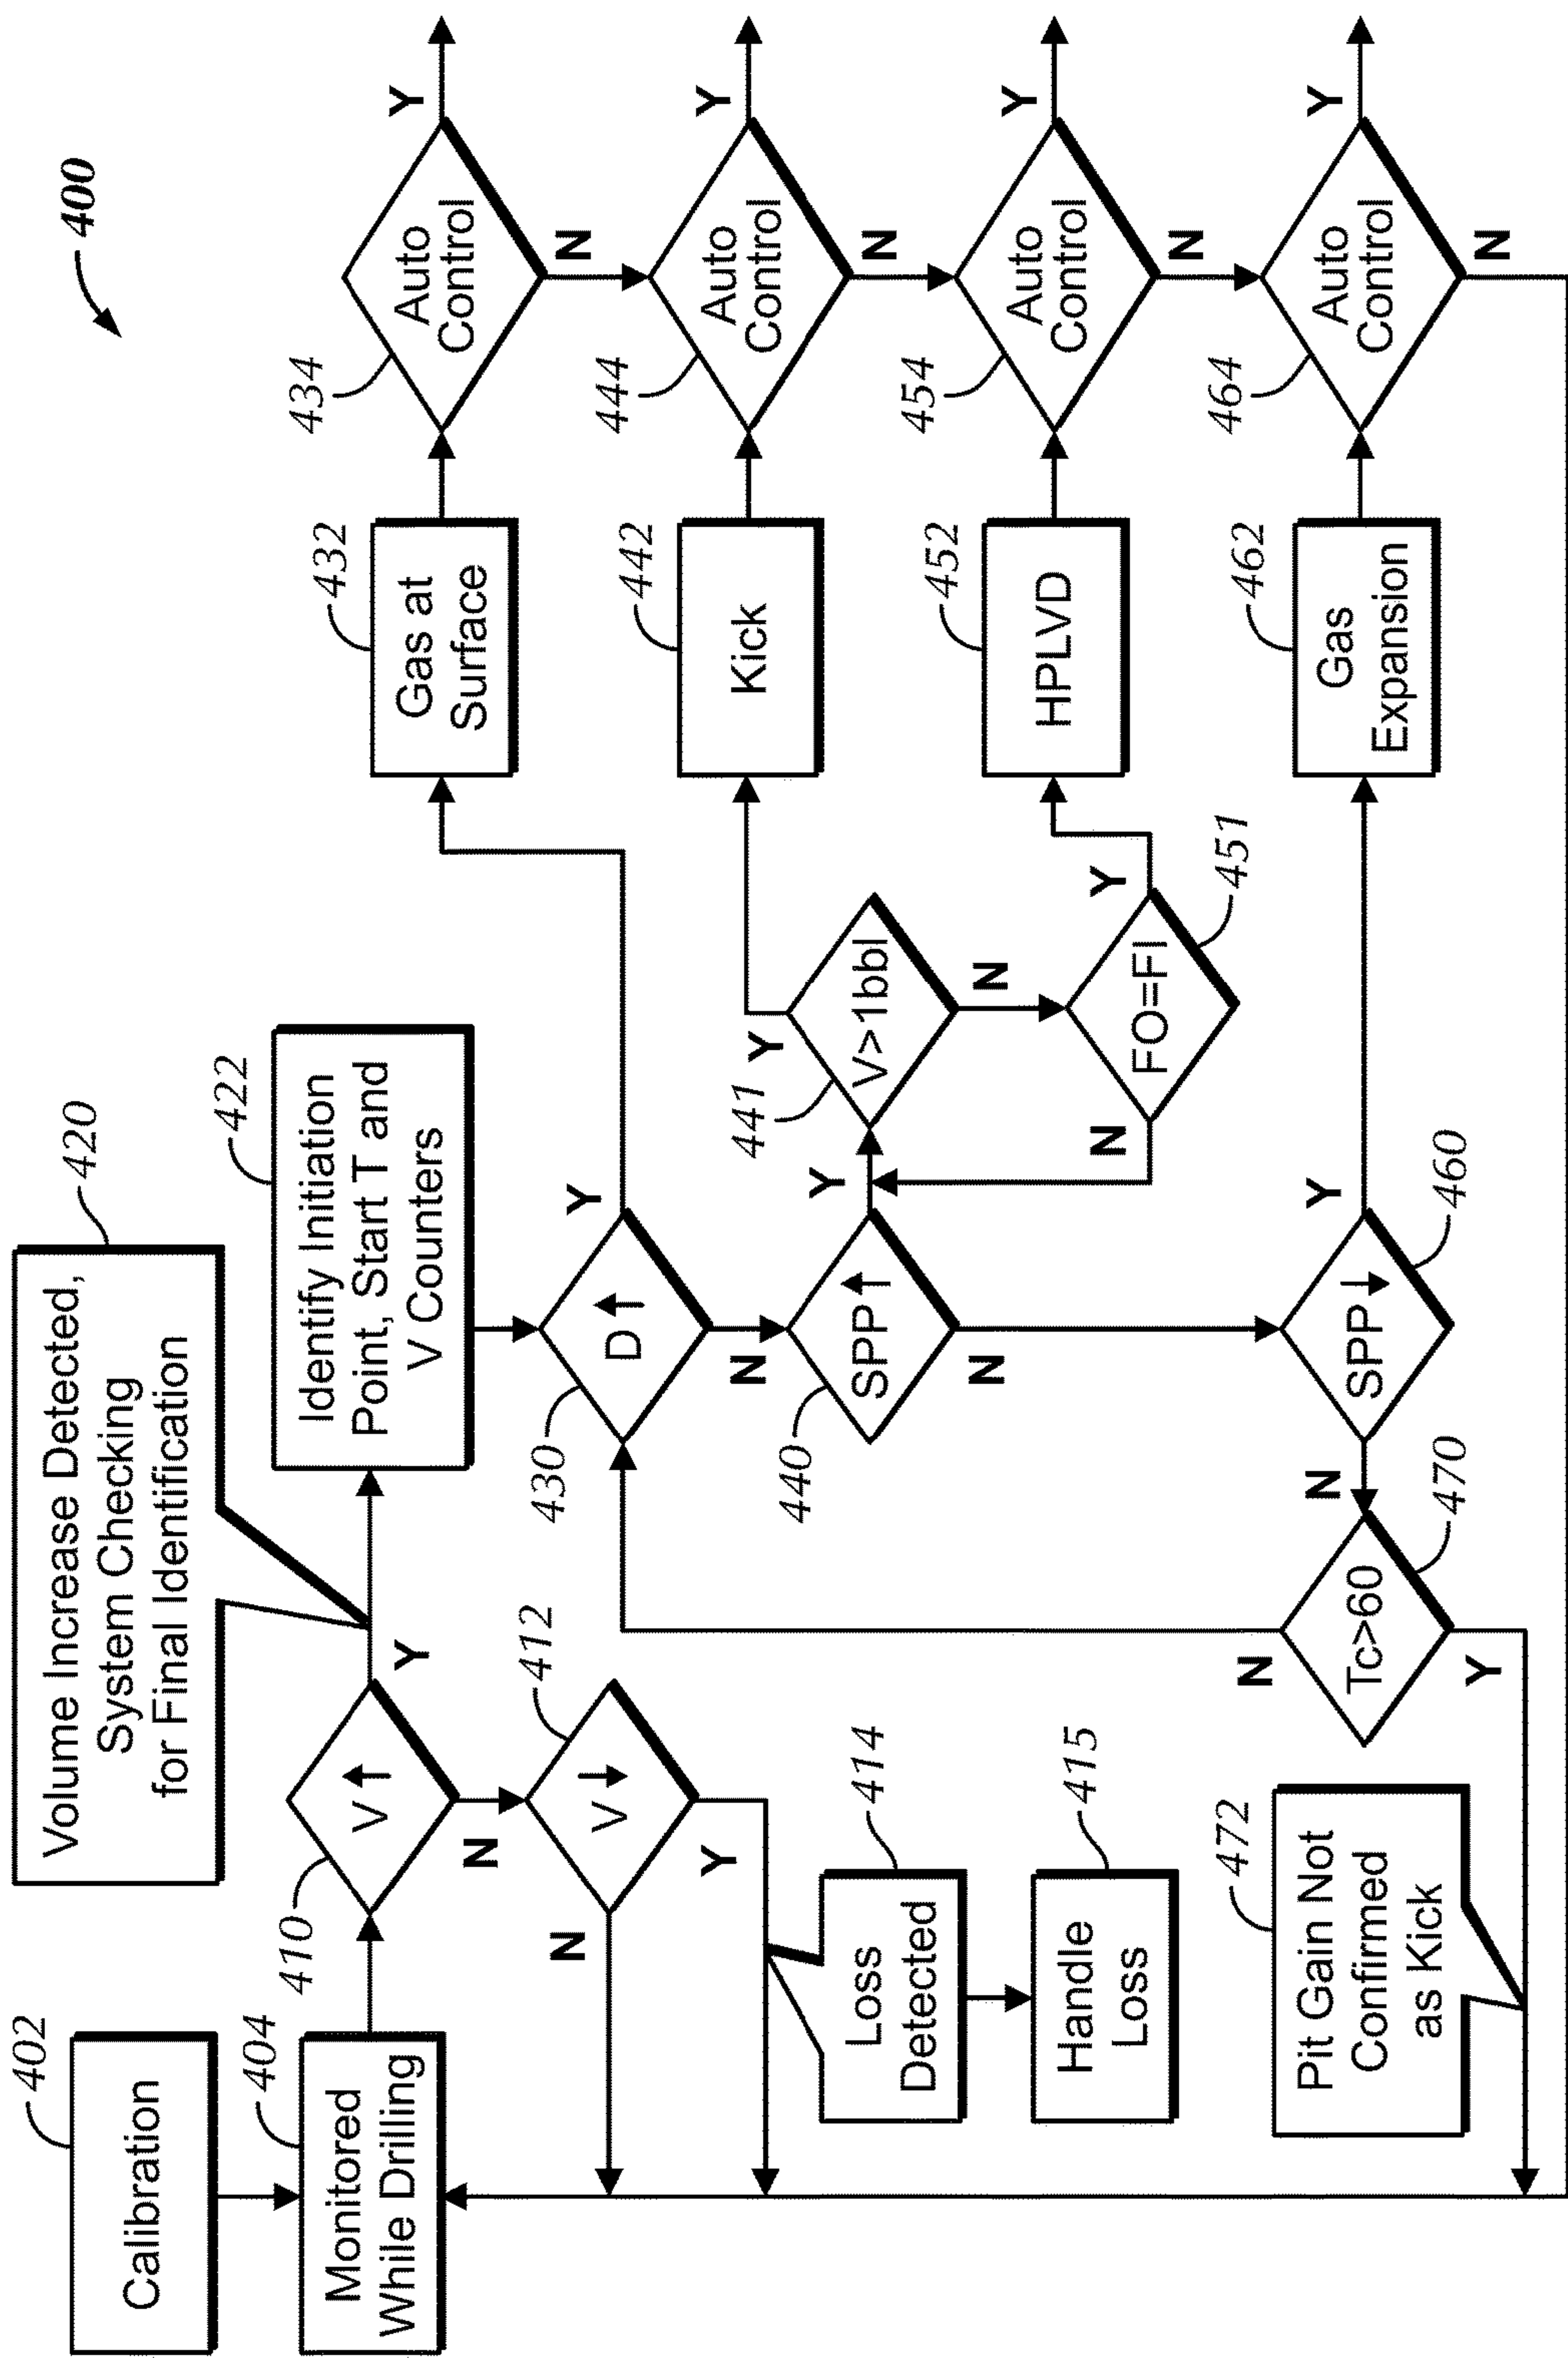 400
402
Calibration
404
Monitored
While Drilling
410
V ↑
Y
N
412
V ↓
N
Y
414
Loss
Detected
415
Handle
Loss
420
Volume Increase Detected,
System Checking
for Final Identification
422
Identify Initiation
Point, Start T and
V Counters
430
D ↑
Y
N
432
Gas at
Surface
434
Auto
Control
Y
N
440
SPP ↑
Y
N
441
V>1bbl
Y
N
442
Kick
444
Auto
Control
Y
N
451
FO=FI
Y
N
452
HPLVD
454
Auto
Control
Y
N
460
SPP ↓
Y
N
462
Gas
Expansion
464
Auto
Control
Y
N
470
Tc>60
N
Y
472
Pit Gain Not
Confirmed
as Kick